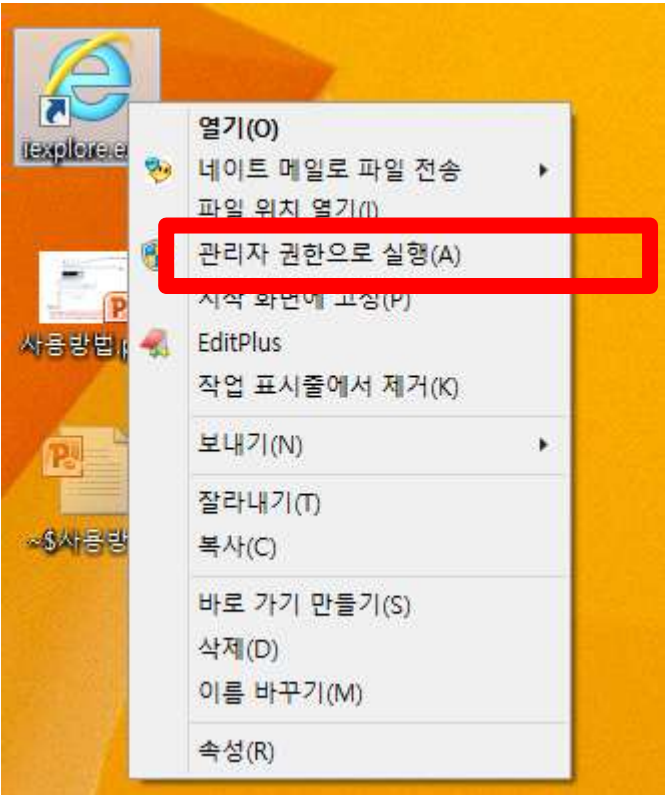 iexplore.e
열기(O)
네이트 메일로 파일 전송
파일 위치 열기(I)
관리자 권한으로 실행(A)
시작 화면에 고정(P)
EditPlus
작업 표시줄에서 제거(K)
보내기(N)
잘라내기(T)
복사(C)
바로 가기 만들기(S)
삭제(D)
이름 바꾸기(M)
속성(R)
사용방법.p
~$사용방